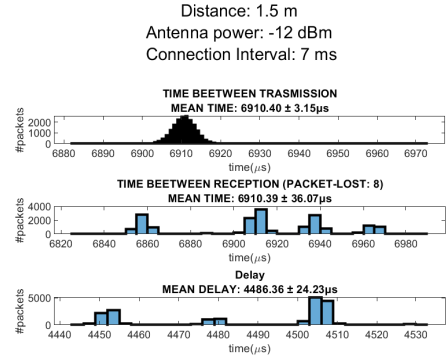 Distance: 1.5 m
Antenna power: -12 dBm
Connection Interval: 7 ms
TIME BEETWEEN TRASMISSION
MEAN TIME: 6910.40 ± 3.15μs
#packets
2000
1000
0
6880 6890 6900 6910 6920 6930 6940 6950 6960 6970
time(μs)
TIME BEETWEEN RECEPTION (PACKET-LOST: 8)
MEAN TIME: 6910.39 ± 36.07μs
#packets
4000
2000
0
6820 6840 6860 6880 6900 6920 6940 6960 6980
time(μs)
Delay
MEAN DELAY: 4486.36 ± 24.23μs
#packets
5000
0
4440 4450 4460 4470 4480 4490 4500 4510 4520 4530
time(μs)